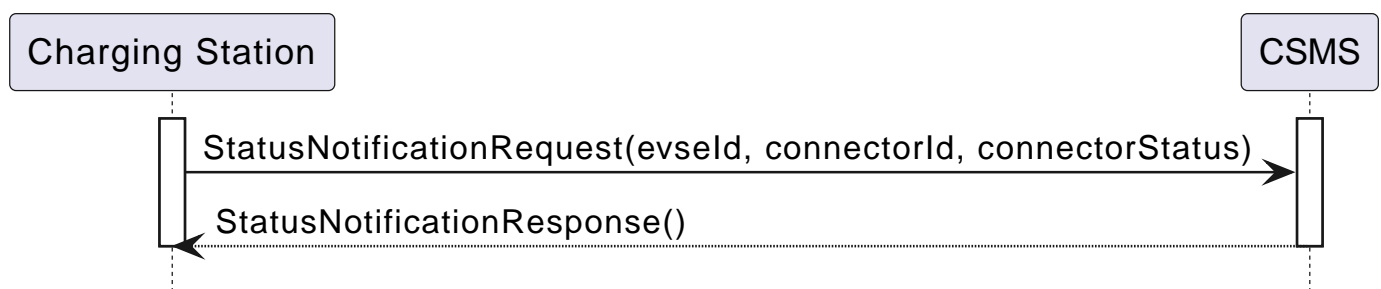 Charging Station
CSMS
StatusNotificationRequest(evseId, connectorId, connectorStatus)
StatusNotificationResponse()